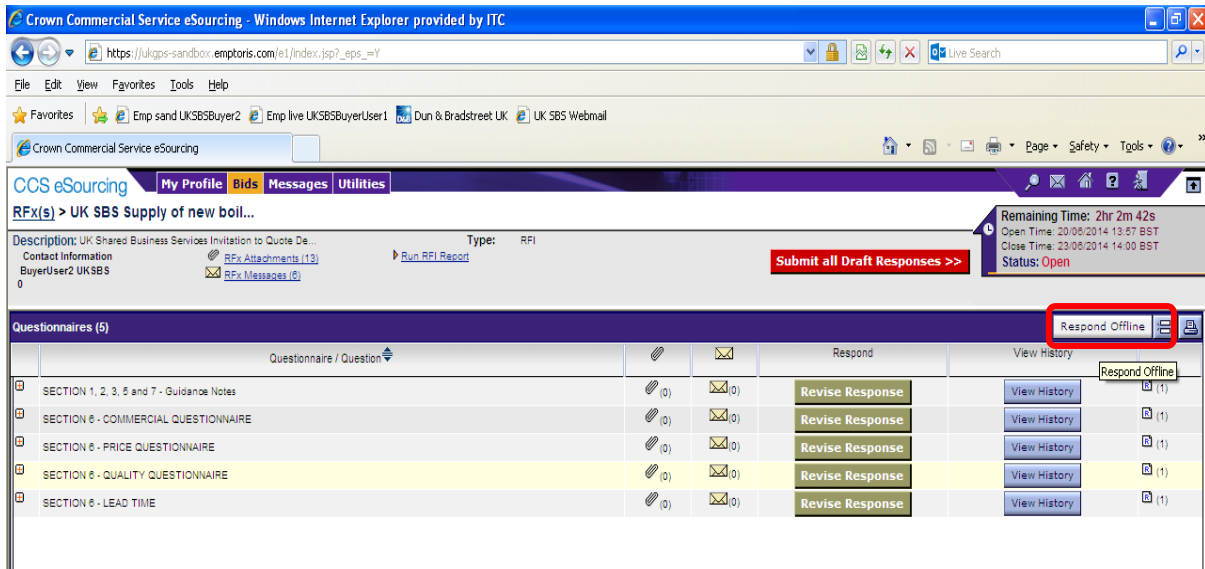 Crown Commercial Service eSourcing - Windows Internet Explorer provided by ITC
https://ukgps-sandbox.emptoris.com/e1/index.jsp?_eps_=Y
Live Search
File Edit View Favorites Tools Help
Favorites Emp sand UKSBSBuyer2 Emp live UKSBSBuyerUser1 Dun & Bradstreet UK UK SBS Webmail
Crown Commercial Service eSourcing
Page Safety Tools
CCS eSourcing My Profile Bids Messages Utilities
RFx(s) > UK SBS Supply of new boil...
Remaining Time: 2hr 2m 42s
Open Time: 20/06/2014 13:57 BST
Close Time: 23/06/2014 14:00 BST
Status: Open
Description: UK Shared Business Services Invitation to Quote De...
Type: RFI
Contact Information
RFx Attachments (13)
Run RFI Report
BuyerUser2 UKSBS
RFx Messages (6)
0
Submit all Draft Responses >>
Questionnaires (5)
Respond Offline
Questionnaire / Question Respond View History
Respond Offline
SECTION 1, 2, 3, 5 and 7 - Guidance Notes (0) (0) Revise Response View History R (1)
SECTION 6 - COMMERCIAL QUESTIONNAIRE (0) (0) Revise Response View History R (1)
SECTION 6 - PRICE QUESTIONNAIRE (0) (0) Revise Response View History R (1)
SECTION 6 - QUALITY QUESTIONNAIRE (0) (0) Revise Response View History R (1)
SECTION 6 - LEAD TIME (0) (0) Revise Response View History R (1)